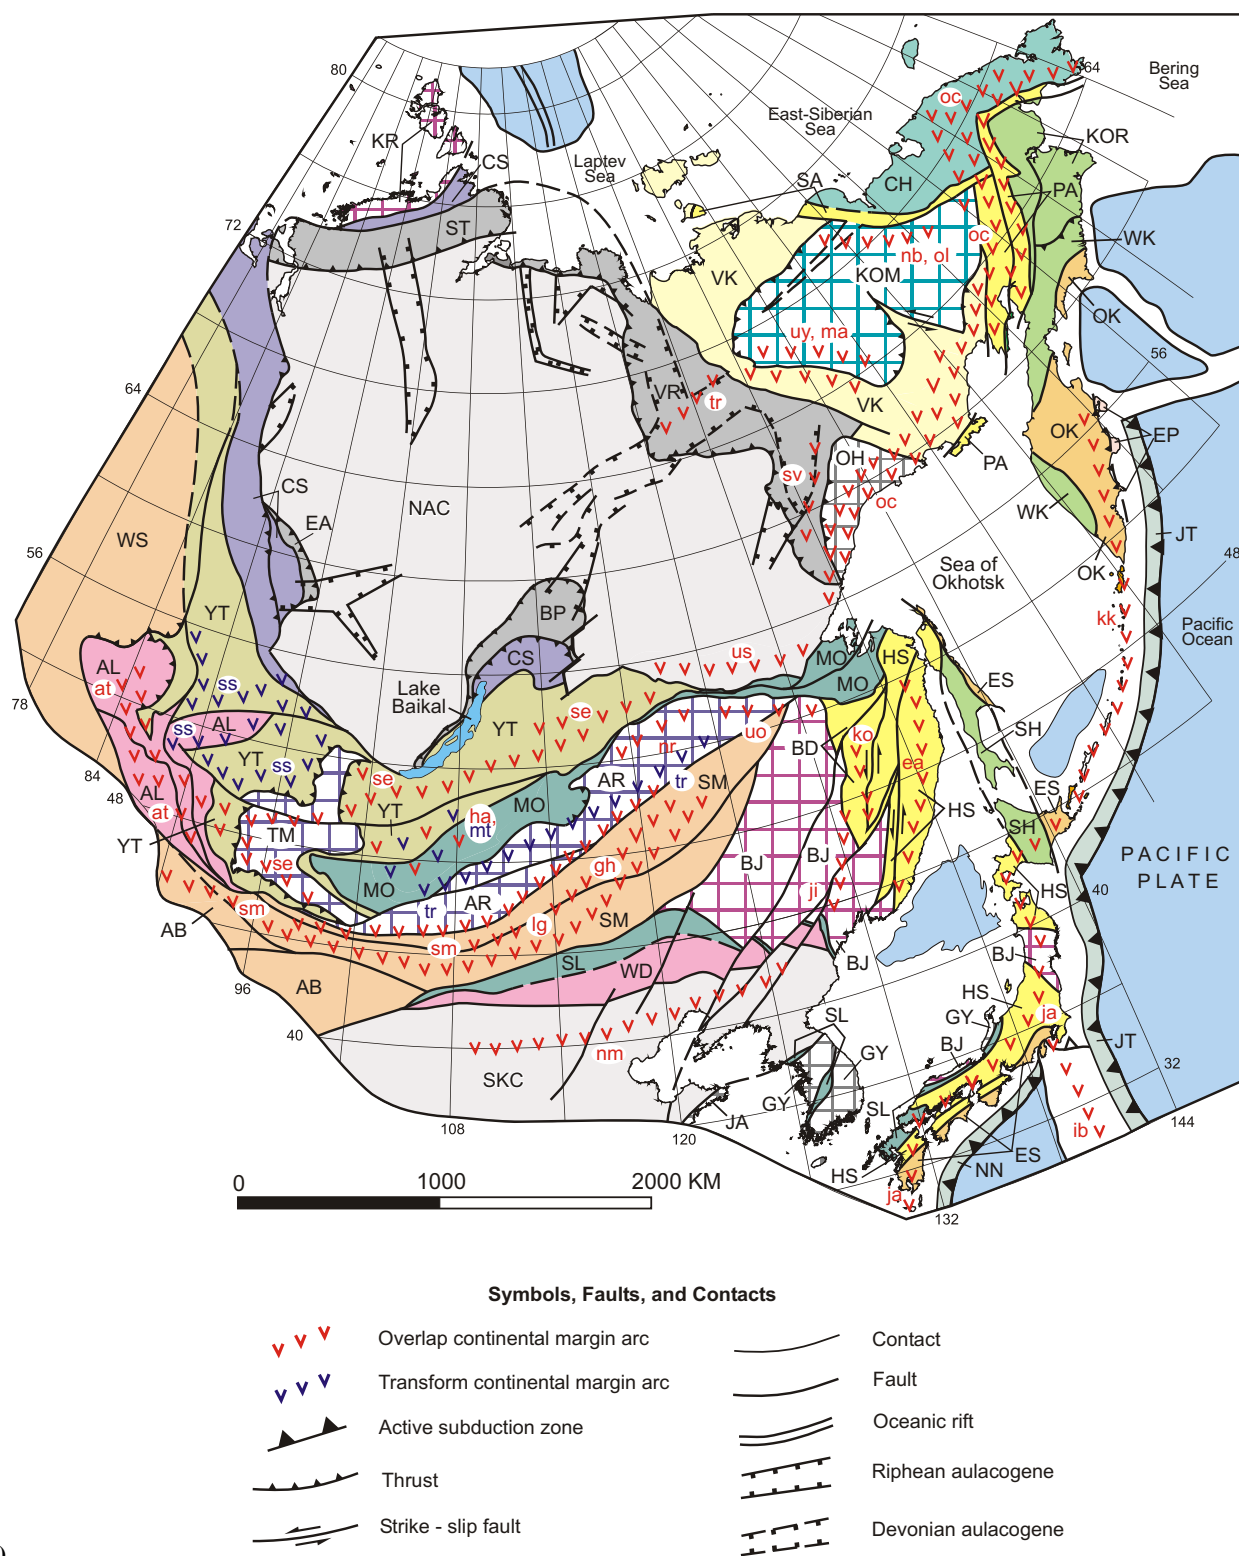 80
64
Bering
Sea
East-Siberian
Sea
oc
KR
CS
Laptev
Sea
KOR
SA
CH
PA
72
ST
oc
WK
VK
nb, ol
KOM
OK
uy, ma
56
64
VR
tr
VK
OK
EP
OH
PA
sv
CS
oc
NAC
EA
WK
WS
JT
56
48
Sea of
Okhotsk
OK
YT
BP
kk
Pacific
Ocean
CS
us
MO
HS
AL
MO
at
ss
ES
Lake
Baikal
78
AL
se
ss
YT
uo
SH
BD
ko
YT
ss
nr
ea
84
se
AR
tr
SM
ES
48
AL
MO
at
YT
ha,
mt
HS
TM
SH
PACIFIC
PLATE
YT
se
gh
BJ
BJ
MO
ji
HS
40
sm
tr
AR
lg
SM
AB
sm
BJ
BJ
SL
WD
96
AB
HS
ja
SL
GY
40
nm
BJ
JT
GY
32
SKC
GY
SL
JA
144
108
120
ib
HS
ES
NN
ja
132
0
1000
2000 KM
Symbols, Faults, and Contacts
Overlap continental margin arc
Contact
Transform continental margin arc
Fault
Active subduction zone
Oceanic rift
Thrust
Riphean aulacogene
Strike - slip fault
Devonian aulacogene
)